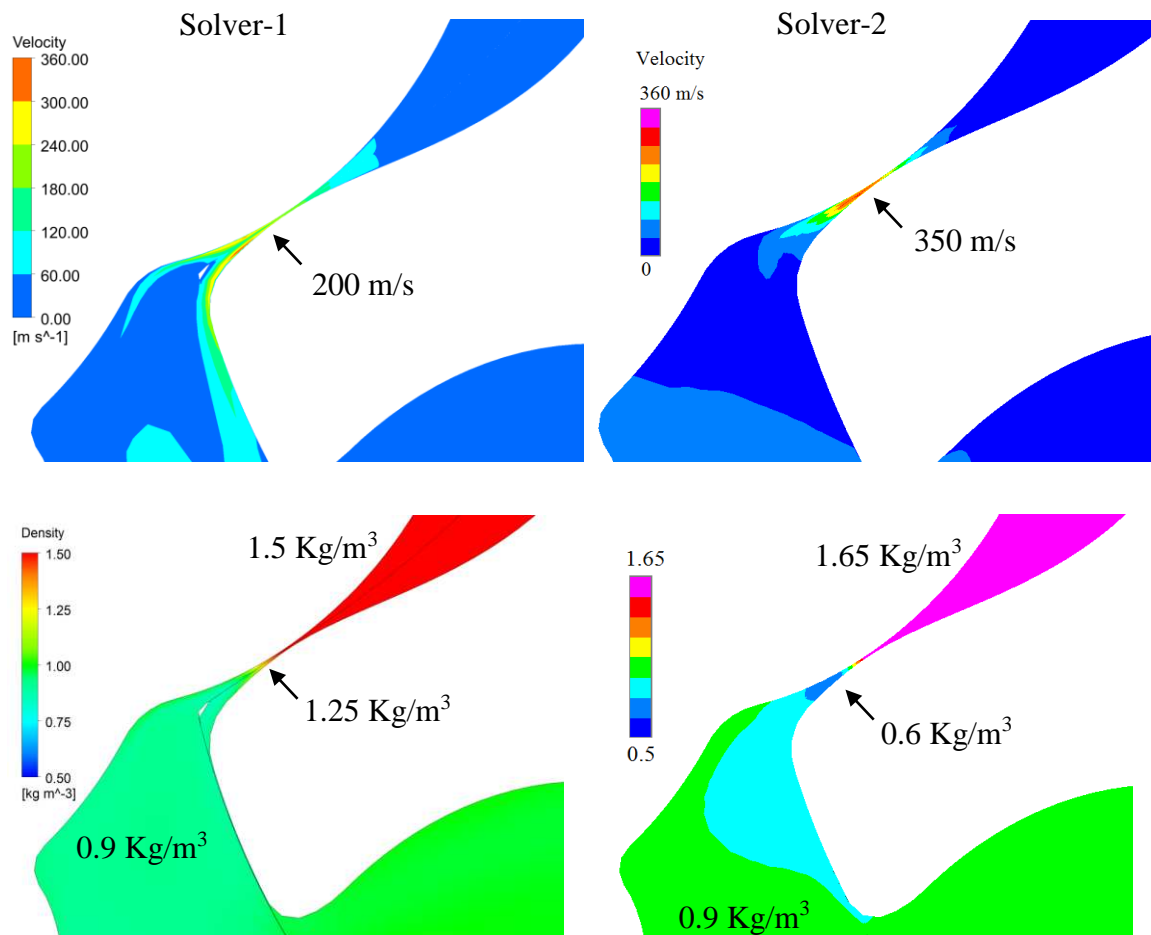 Solver-1
Velocity
360.00
300.00
240.00
180.00
120.00
60.00
0.00
[m s^-1]
200 m/s
Solver-2
Velocity
360 m/s
0
350 m/s
Density
1.50
1.25
1.00
0.75
0.50
[kg m^-3]
1.5 Kg/m³
1.25 Kg/m³
0.9 Kg/m³
1.65
0.5
1.65 Kg/m³
0.6 Kg/m³
0.9 Kg/m³